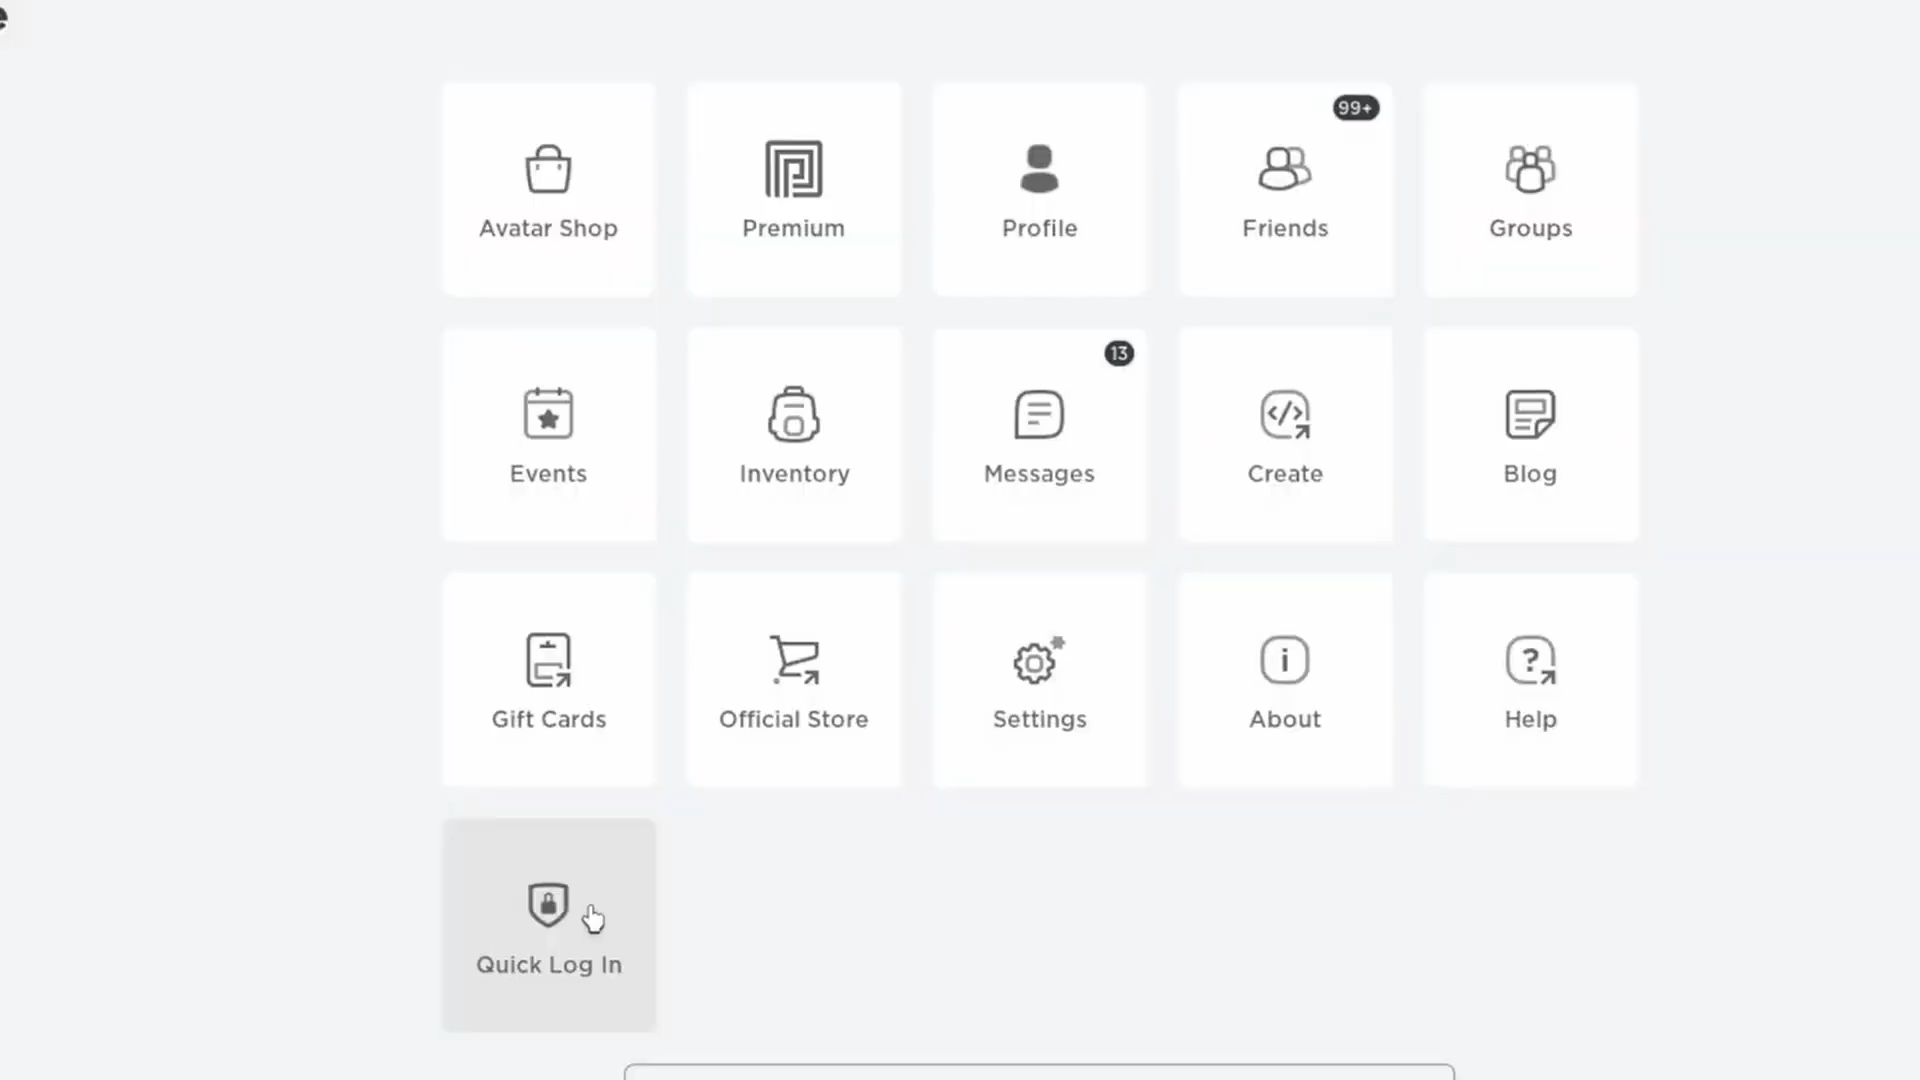 99+
Avatar Shop
Premium
Profile
Friends
Groups
13
Events
Inventory
Messages
Create
Blog
Gift Cards
Official Store
Settings
About
Help
Quick Log In